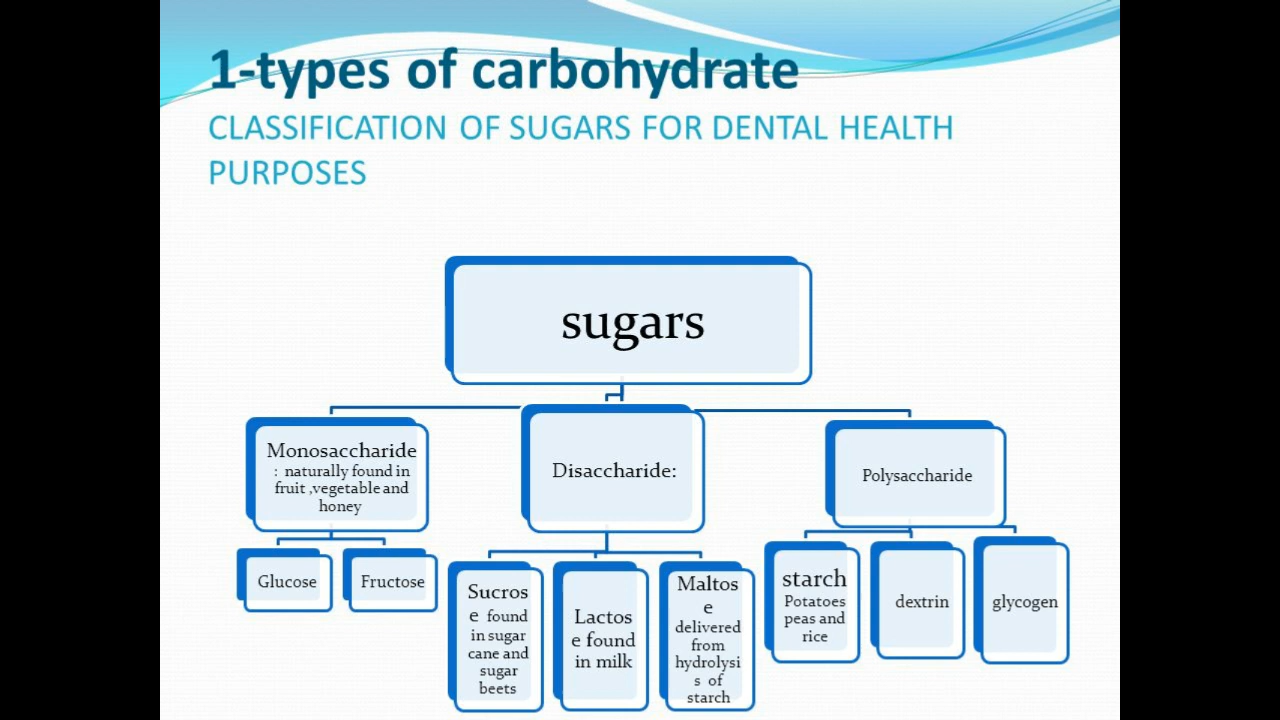 1-types of carbohydrate
CLASSIFICATION OF SUGARS FOR DENTAL HEALTH
PURPOSES
sugars
Monosaccharide
: naturally found in
fruit ,vegetable and
honey
Disaccharide:
Polysaccharide
Glucose
Fructose
Sucros
e found
in sugar
cane and
sugar
beets
Lactos
e found
in milk
Maltos
e
delivered
from
hydrolysi
s of
starch
starch
Potatoes
peas and
rice
dextrin
glycogen